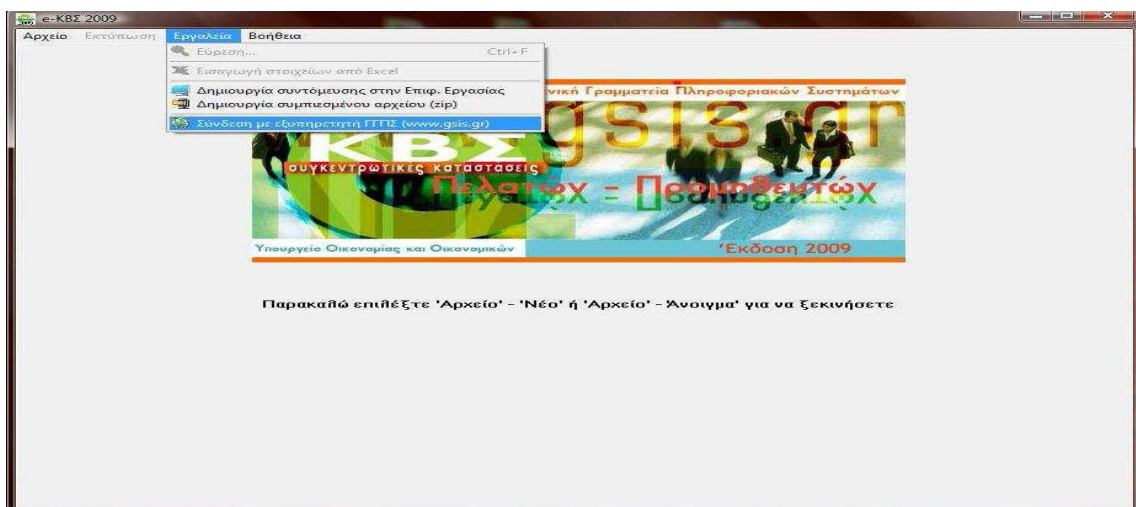 e-ΚΒΣ 2009
Αρχείο Εκτύπωση Εργαλεία Βοήθεια
Εύρεση... Ctrl+F
Εισαγωγή στοιχείων από Excel
Δημιουργία συντόμευσης στην Επιφ. Εργασίας
Δημιουργία συμπιεσμένου αρχείου (zip)
Σύνδεση με εξυπηρετητή ΓΓΠΣ (www.gsis.gr)
νική Γραμματεία Πληροφοριακών Συστημάτων
gsis.gr
ΚΒΣ
συγκεντρωτικές καταστάσεις
Πελατών - Προμηθευτών
Υπουργείο Οικονομίας και Οικονομικών
Έκδοση 2009
Παρακαλώ επιλέξτε 'Αρχείο' - 'Νέο' ή 'Αρχείο' - Άνοιγμα' για να ξεκινήσετε